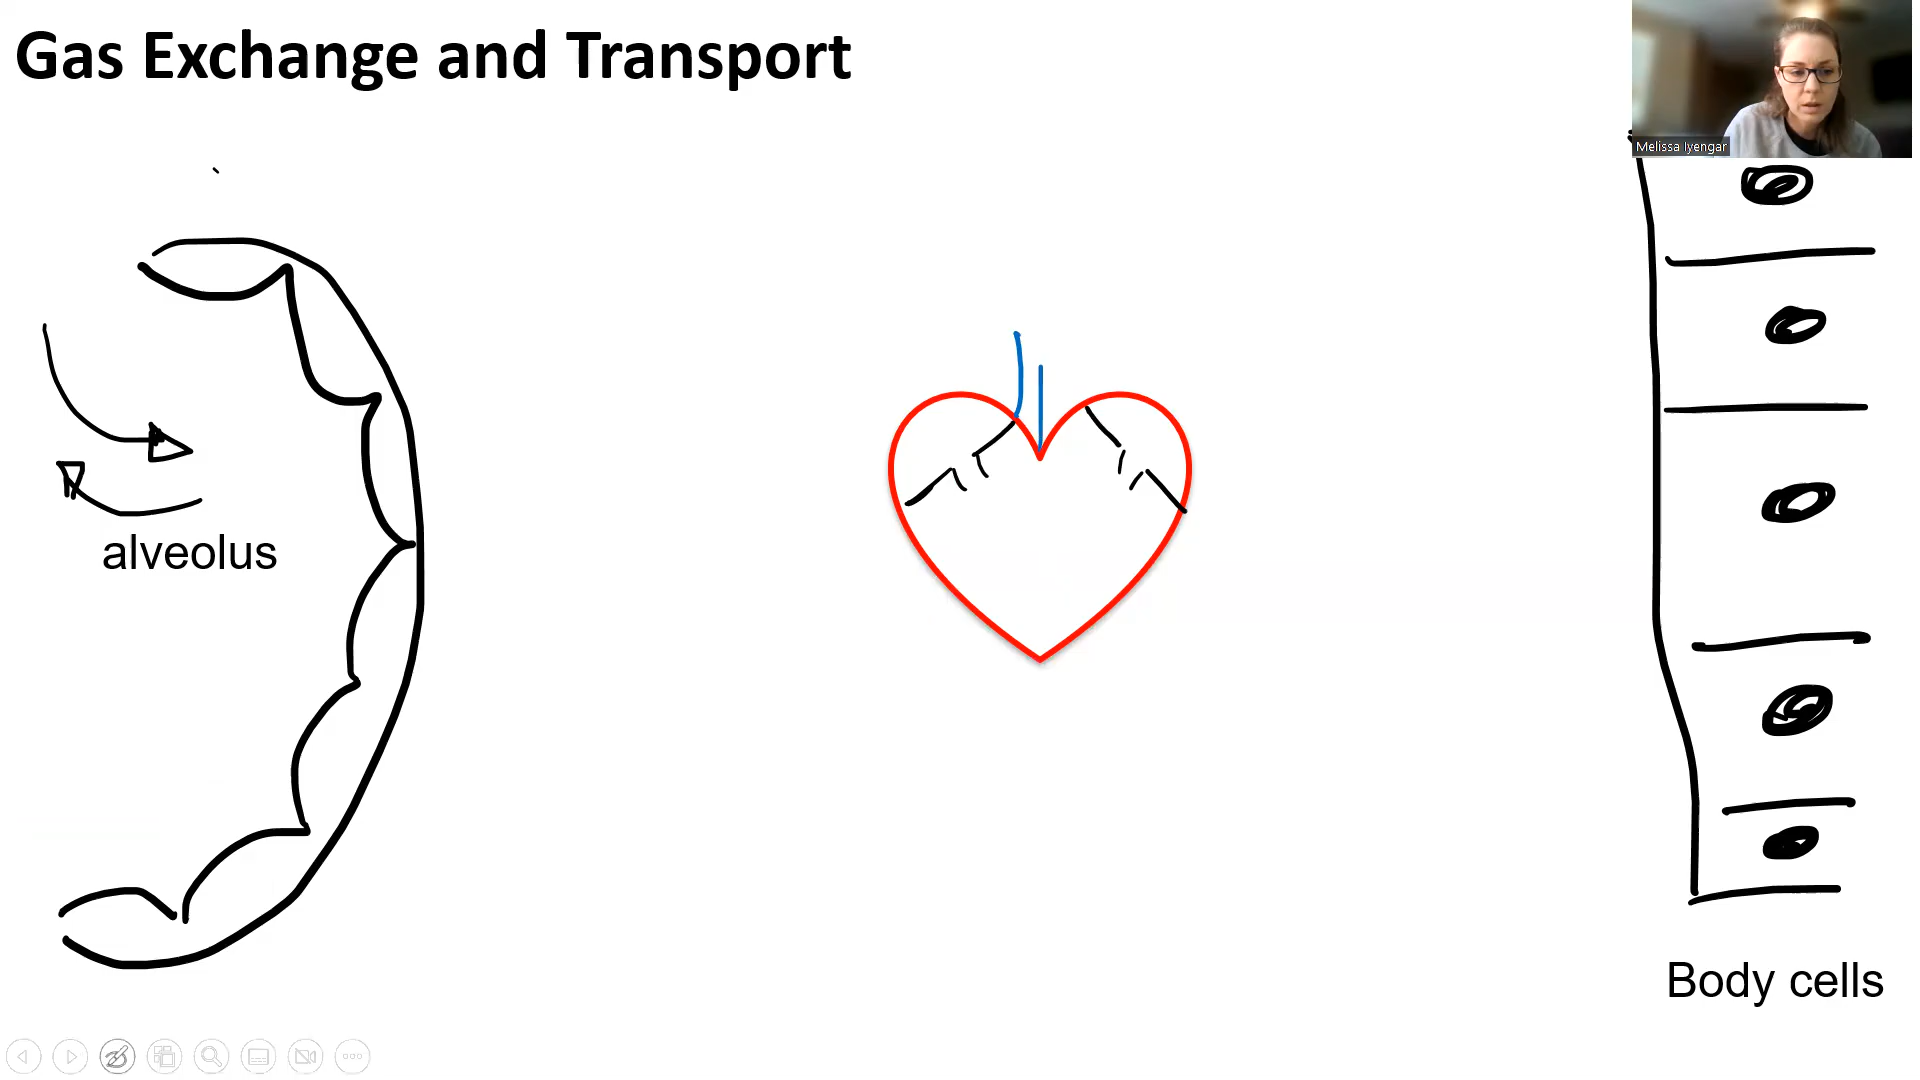 Gas Exchange and Transport
Melissa Iyengar
alveolus
Body cells